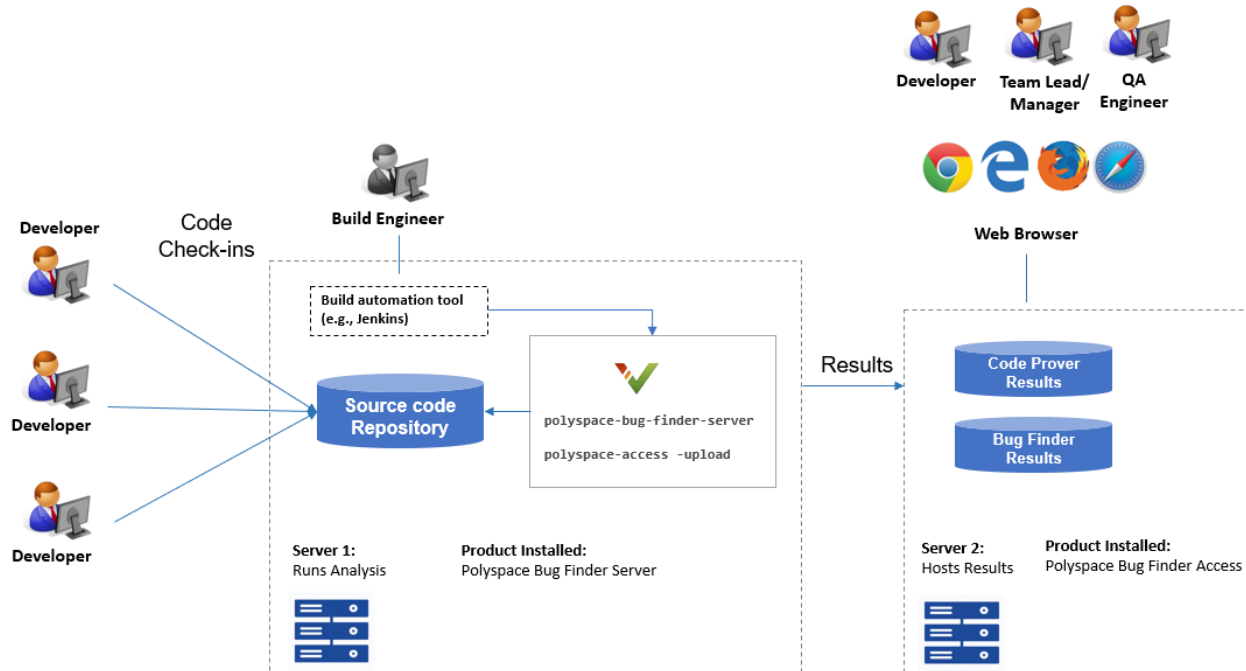 Developer
Team Lead/
Manager
QA
Engineer
Web Browser
Build Engineer
Developer
Code
Check-ins
Developer
Developer
Build automation tool
(e.g., Jenkins)
Source code
Repository
polyspace-bug-finder-server
polyspace-access -upload
Results
Code Prover
Results
Bug Finder
Results
Server 1:
Runs Analysis
Product Installed:
Polyspace Bug Finder Server
Server 2:
Hosts Results
Product Installed:
Polyspace Bug Finder Access